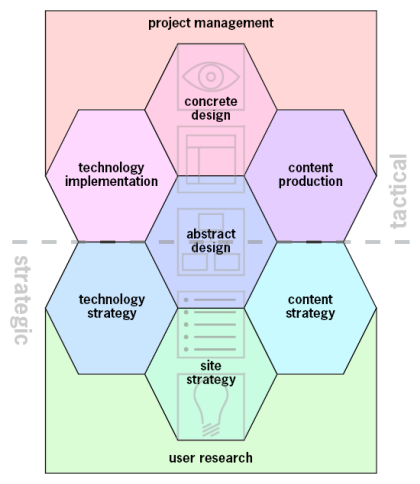 project management
concrete
design
technology
implementation
content
production
tactical
abstract
design
strategic
technology
strategy
content
strategy
site
strategy
user research